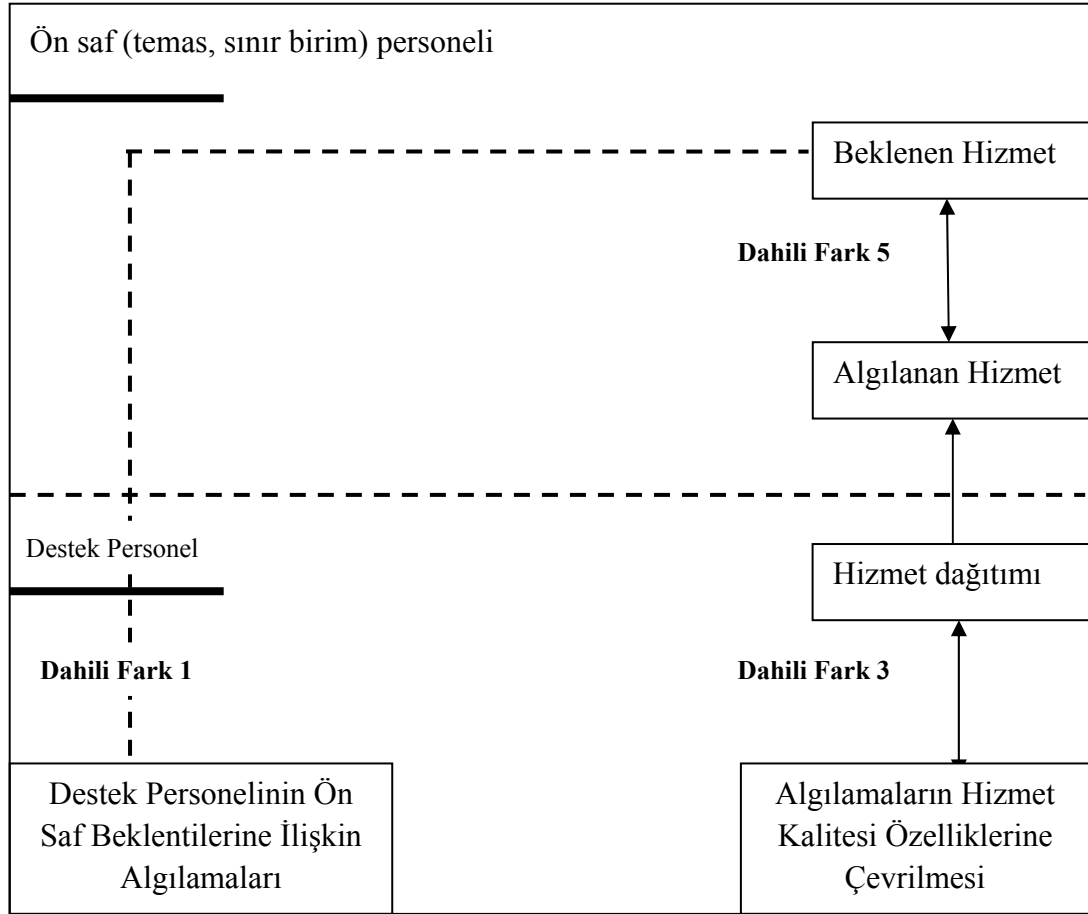 Ön saf (temas, sınır birim) personeli
Beklenen Hizmet
Dahili Fark 5
Algılanan Hizmet
Destek Personel
Hizmet dağıtımı
Dahili Fark 1
Dahili Fark 3
Destek Personelinin Ön
Saf Beklentilerine İlişkin
Algılamaları
Algılamaların Hizmet
Kalitesi Özelliklerine
Çevrilmesi